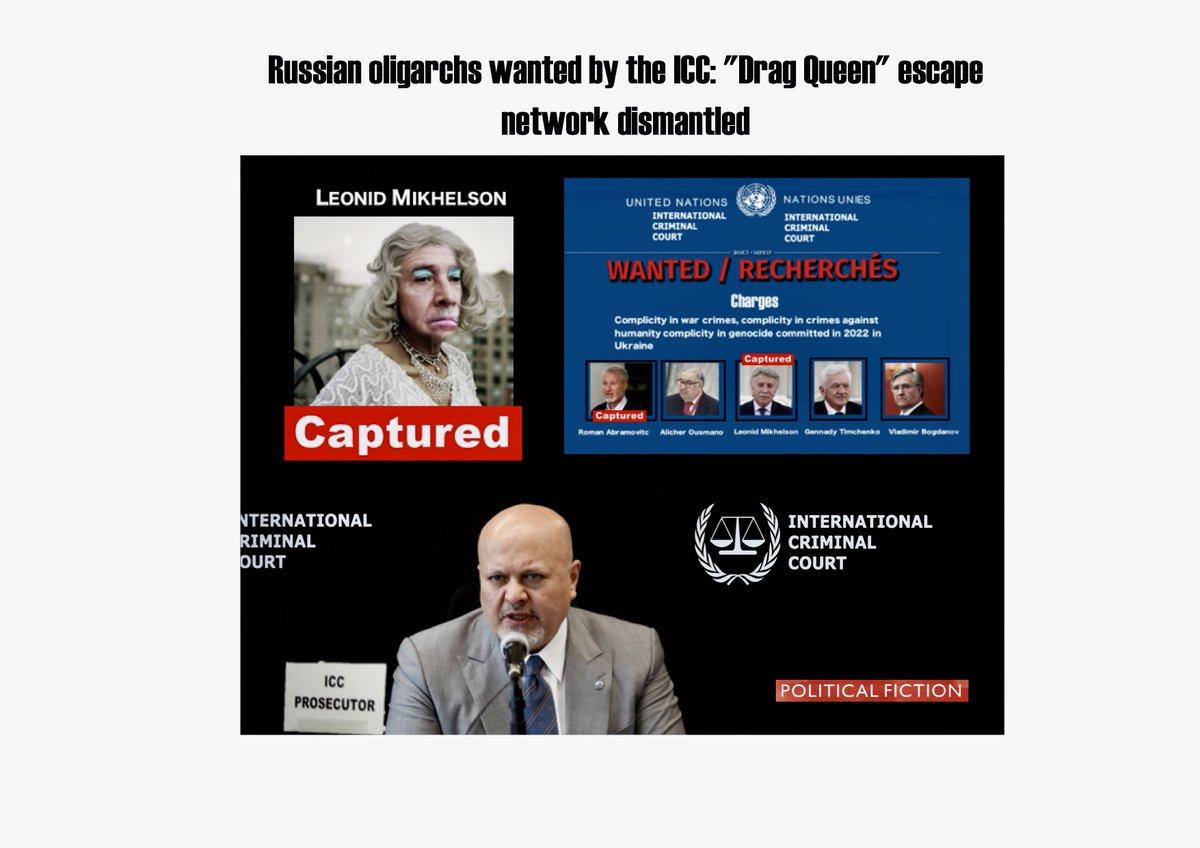 Russian oligarchs wanted by the ICC: "Drag Queen" escape
network dismantled
LEONID MIKHELSON
Captured
UNITED NATIONS
NATIONS UNIES
INTERNATIONAL
CRIMINAL
COURT
INTERNATIONAL
CRIMINAL
COURT
WANTED / RECHERCHÉS
Charges
Complicity in war crimes, complicity in crimes against
humanity complicity in genocide committed in 2022 in
Ukraine
Captured
Captured
Roman Abramovitc
Alicher Ousmano
Leonid Mikhelson
Gennady Timchenko
Vladimir Bogdanov
NTERNATIONAL
RIMINAL
OURT
INTERNATIONAL
CRIMINAL
COURT
ICC
PROSECUTOR
POLITICAL FICTION